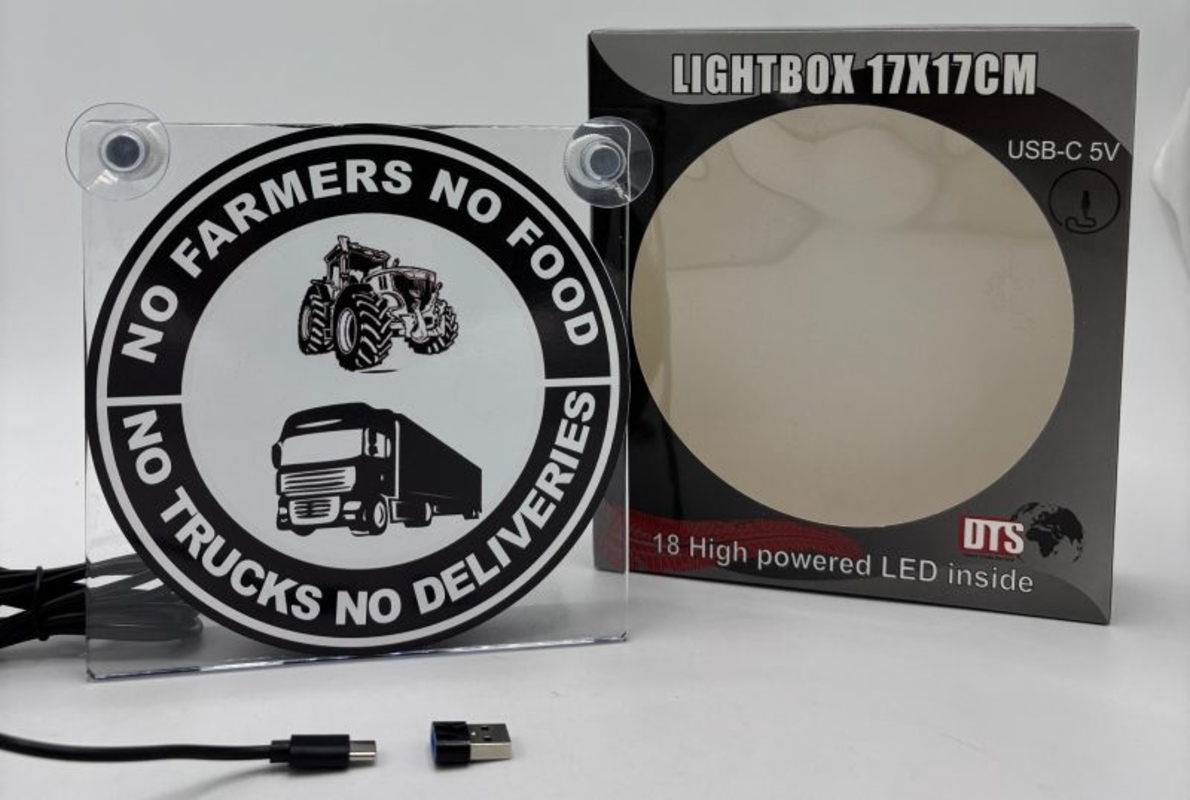 NO FARMERS NO FOOD
NO TRUCKS NO DELIVERIES
LIGHTBOX 17X17CM
USB-C 5V
DTS
18 High powered LED inside